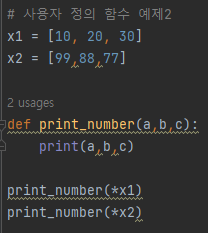 # 사용자 정의 함수 예제2
x1 = [10, 20, 30]
x2 = [99,88,77]
2 usages
def print_number(a,b,c):
    print(a,b,c)
print_number(*x1)
print_number(*x2)